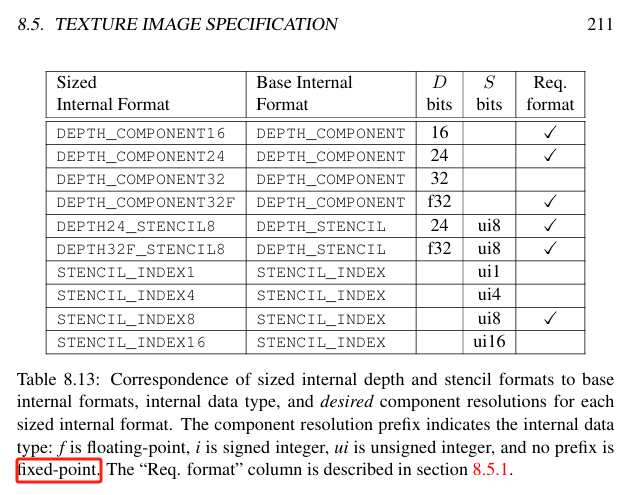 8.5. TEXTURE IMAGE SPECIFICATION 211
Sized Base Internal D S Req.
Internal Format Format bits bits format
DEPTH_COMPONENT16 DEPTH_COMPONENT 16 ✓
DEPTH_COMPONENT24 DEPTH_COMPONENT 24 ✓
DEPTH_COMPONENT32 DEPTH_COMPONENT 32
DEPTH_COMPONENT32F DEPTH_COMPONENT f32 ✓
DEPTH24_STENCIL8 DEPTH_STENCIL 24 ui8 ✓
DEPTH32F_STENCIL8 DEPTH_STENCIL f32 ui8 ✓
STENCIL_INDEX1 STENCIL_INDEX ui1
STENCIL_INDEX4 STENCIL_INDEX ui4
STENCIL_INDEX8 STENCIL_INDEX ui8 ✓
STENCIL_INDEX16 STENCIL_INDEX ui16
Table 8.13: Correspondence of sized internal depth and stencil formats to base
internal formats, internal data type, and desired component resolutions for each
sized internal format. The component resolution prefix indicates the internal data
type: f is floating-point, i is signed integer, ui is unsigned integer, and no prefix is
fixed-point. The “Req. format” column is described in section 8.5.1.